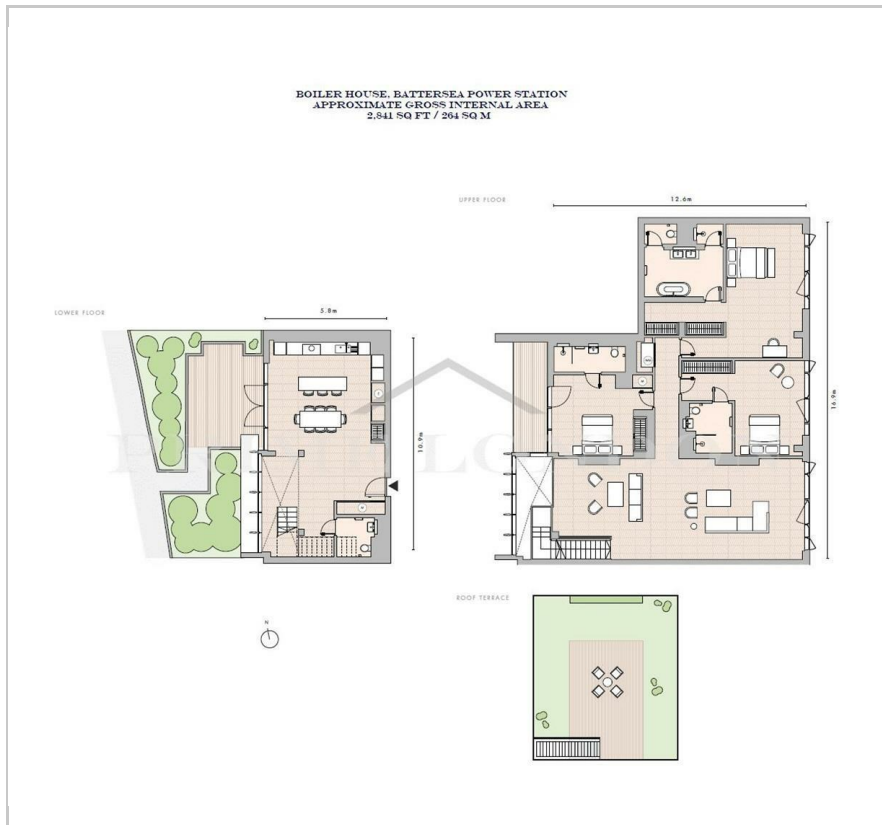 BOILER HOUSE, BATTERSEA POWER STATION
APPROXIMATE GROSS INTERNAL AREA
2,841 SQ FT / 264 SQ M
UPPER FLOOR
12.6m
LOWER FLOOR
5.8m
10.9m
16.9m
ROOF TERRACE
N